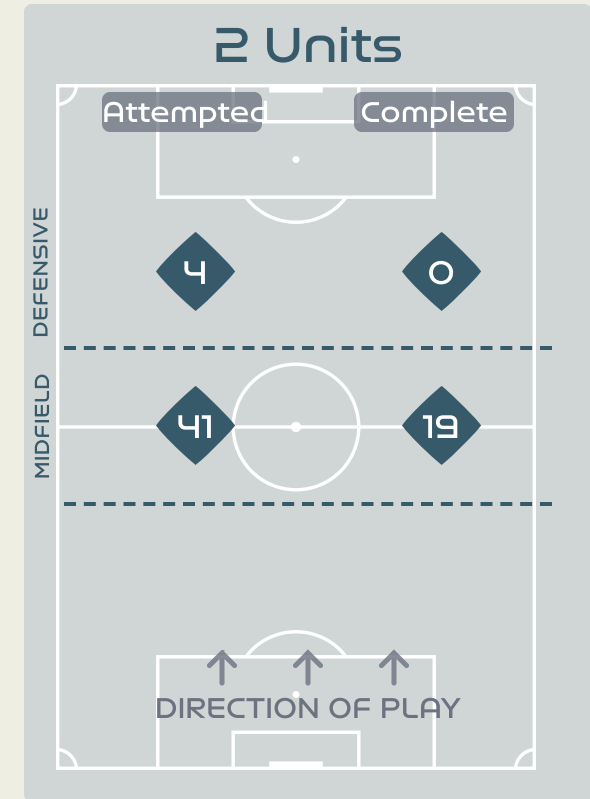 2 Units
Attempted Complete
DEFENSIVE
4 0
MIDFIELD
41 19
DIRECTION OF PLAY